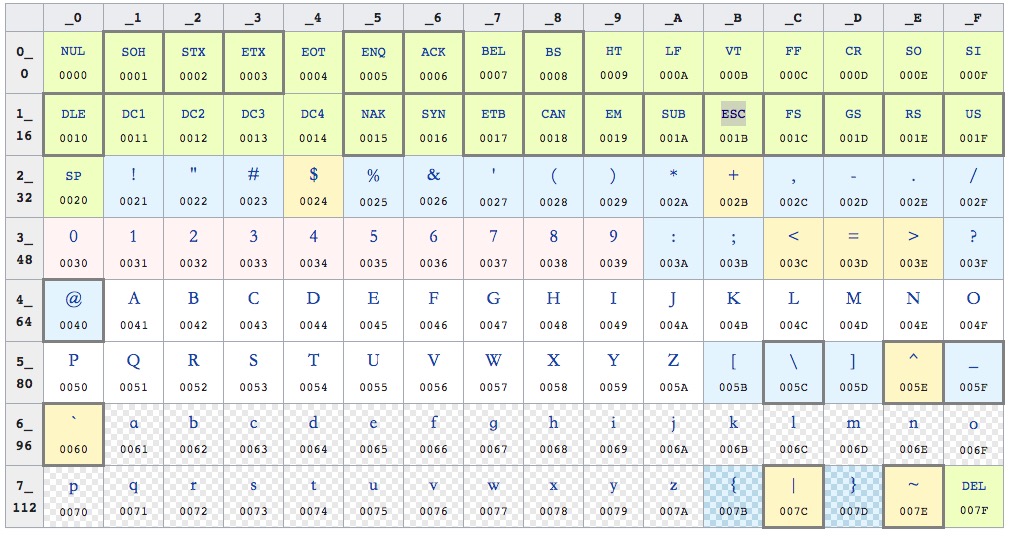 _0 _1 _2 _3 _4 _5 _6 _7 _8 _9 _A _B _C _D _E _F
0_ NUL SOH STX ETX EOT ENQ ACK BEL BS HT LF VT FF CR SO SI
0 0000 0001 0002 0003 0004 0005 0006 0007 0008 0009 000A 000B 000C 000D 000E 000F
1_ DLE DC1 DC2 DC3 DC4 NAK SYN ETB CAN EM SUB ESC FS GS RS US
16 0010 0011 0012 0013 0014 0015 0016 0017 0018 0019 001A 001B 001C 001D 001E 001F
2_ SP ! " # $ % & ' ( ) * + , - . /
32 0020 0021 0022 0023 0024 0025 0026 0027 0028 0029 002A 002B 002C 002D 002E 002F
3_ 0 1 2 3 4 5 6 7 8 9 : ; < = > ?
48 0030 0031 0032 0033 0034 0035 0036 0037 0038 0039 003A 003B 003C 003D 003E 003F
4_ @ A B C D E F G H I J K L M N O
64 0040 0041 0042 0043 0044 0045 0046 0047 0048 0049 004A 004B 004C 004D 004E 004F
5_ P Q R S T U V W X Y Z [ \ ] ^ _
80 0050 0051 0052 0053 0054 0055 0056 0057 0058 0059 005A 005B 005C 005D 005E 005F
6_ ` a b c d e f g h i j k l m n o
96 0060 0061 0062 0063 0064 0065 0066 0067 0068 0069 006A 006B 006C 006D 006E 006F
7_ p q r s t u v w x y z { | } ~ DEL
112 0070 0071 0072 0073 0074 0075 0076 0077 0078 0079 007A 007B 007C 007D 007E 007F